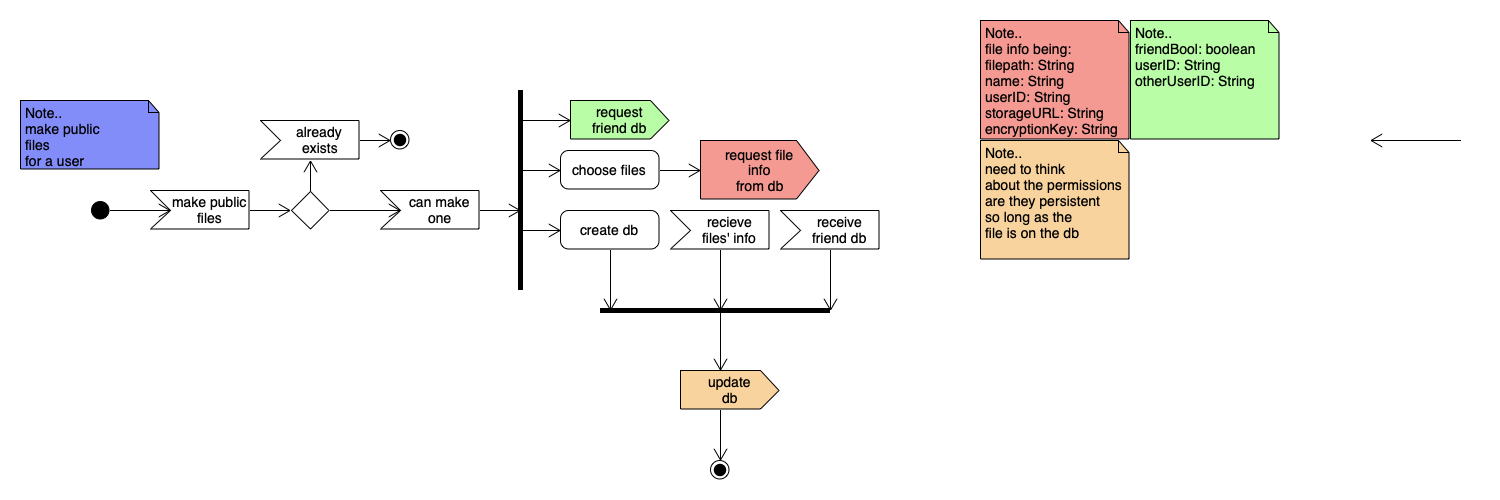 Note..
make public
files
for a user
make public
files
already
exists
can make
one
request
friend db
choose files
request file
info
from db
create db
recieve
files' info
receive
friend db
update
db
Note..
file info being:
filepath: String
name: String
userID: String
storageURL: String
encryptionKey: String
Note..
friendBool: boolean
userID: String
otherUserID: String
Note..
need to think
about the permissions
are they persistent
so long as the
file is on the db